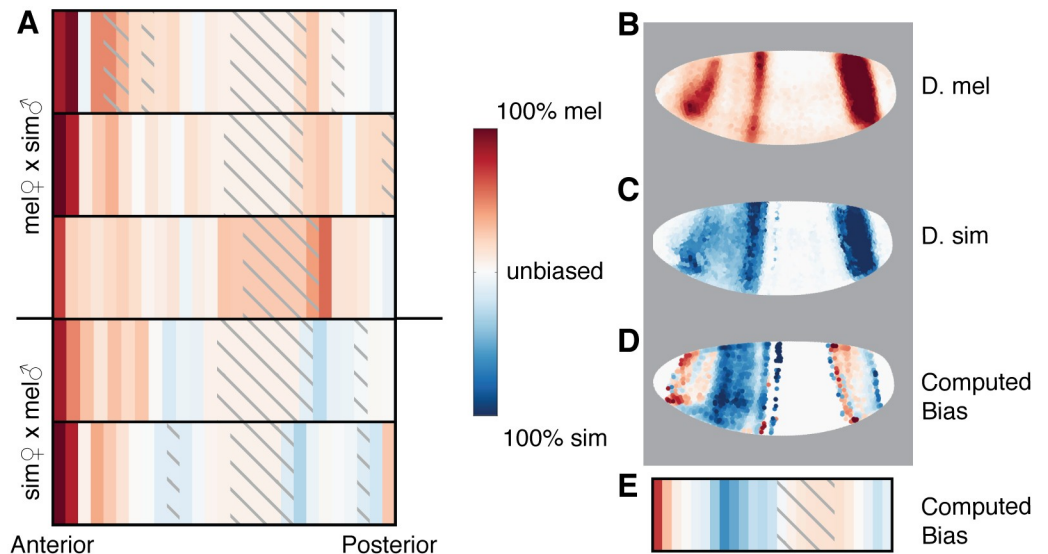 A
mel♀ x sim♂
sim♀ x mel♂
Anterior
Posterior
100% mel
unbiased
100% sim
B
D. mel
C
D. sim
D
Computed
Bias
E
Computed
Bias